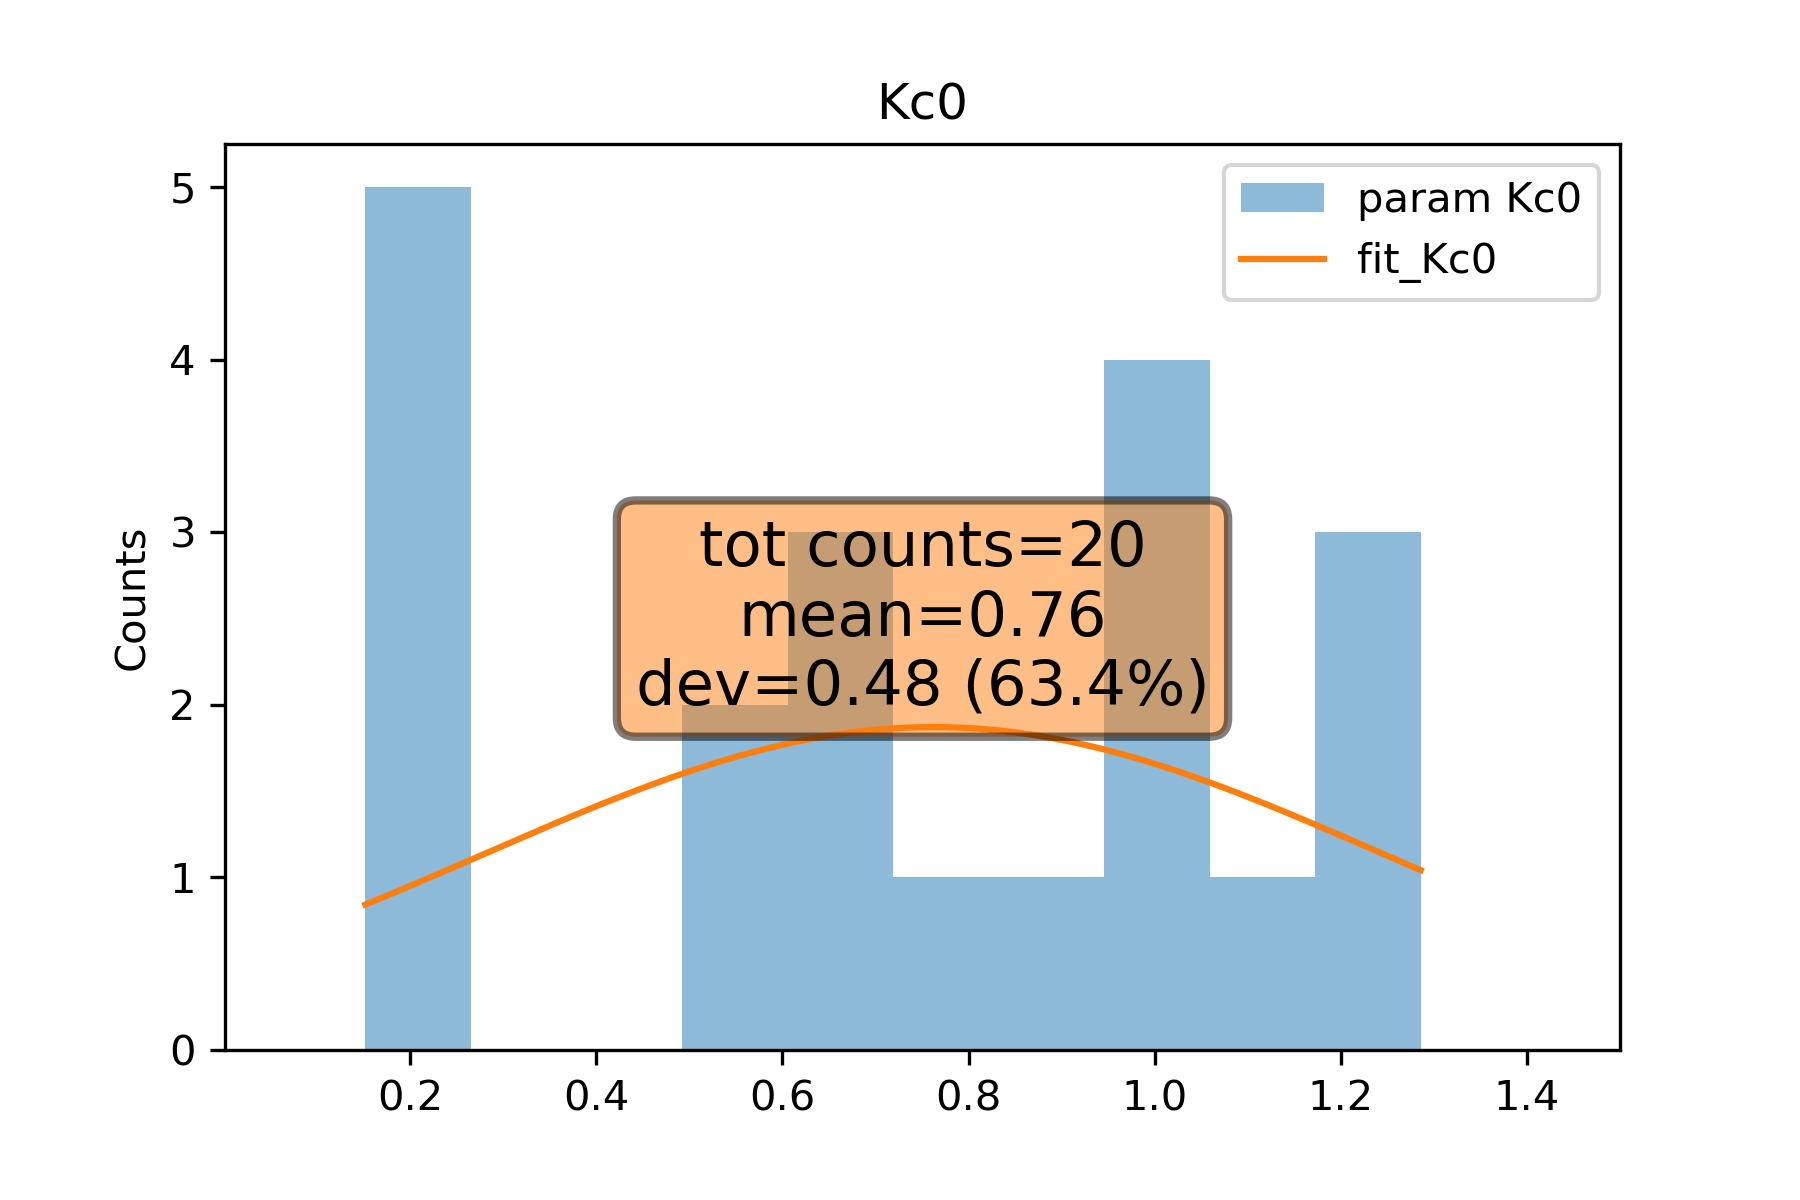 Kc0
param Kc0
fit_Kc0
5
4
3
2
1
0
Counts
tot counts=20
mean=0.76
dev=0.48 (63.4%)
0.2 0.4 0.6 0.8 1.0 1.2 1.4